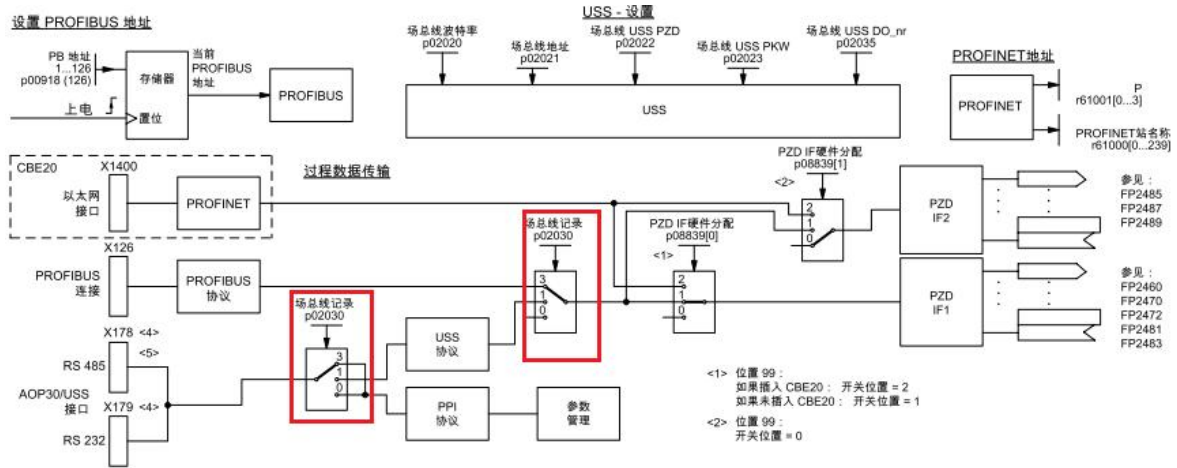 设置 PROFIBUS 地址
PB 地址
1...126
p00918 (126)
上电
存储器
置位
当前
PROFIBUS
地址
PROFIBUS
USS - 设置
场总线波特率
p02020
场总线地址
p02021
场总线 USS PZD
p02022
场总线 USS PKW
p02023
场总线 USS DO_nr
p02035
USS
PROFINET地址
PROFINET
P
r61001[0...3]
PROFINET站名称
r61000[0...239]
CBE20
X1400
以太网
接口
PROFINET
过程数据传输
X126
PROFIBUS
连接
PROFIBUS
协议
X178 <4>
<5>
RS 485
AOP30/USS
接口
X179 <4>
RS 232
场总线记录
p02030
3
1
0
USS
协议
PPI
协议
参数
管理
场总线记录
p02030
3
1
0
PZD IF硬件分配
p08839[0]
<1>
2
1
0
PZD IF硬件分配
p08839[1]
<2>
2
1
0
PZD
IF2
参见：
FP2485
FP2487
FP2489
PZD
IF1
参见：
FP2460
FP2470
FP2472
FP2481
FP2483
<1> 位置 99：
如果插入 CBE20： 开关位置 = 2
如果未插入 CBE20： 开关位置 = 1
<2> 位置 99：
开关位置 = 0